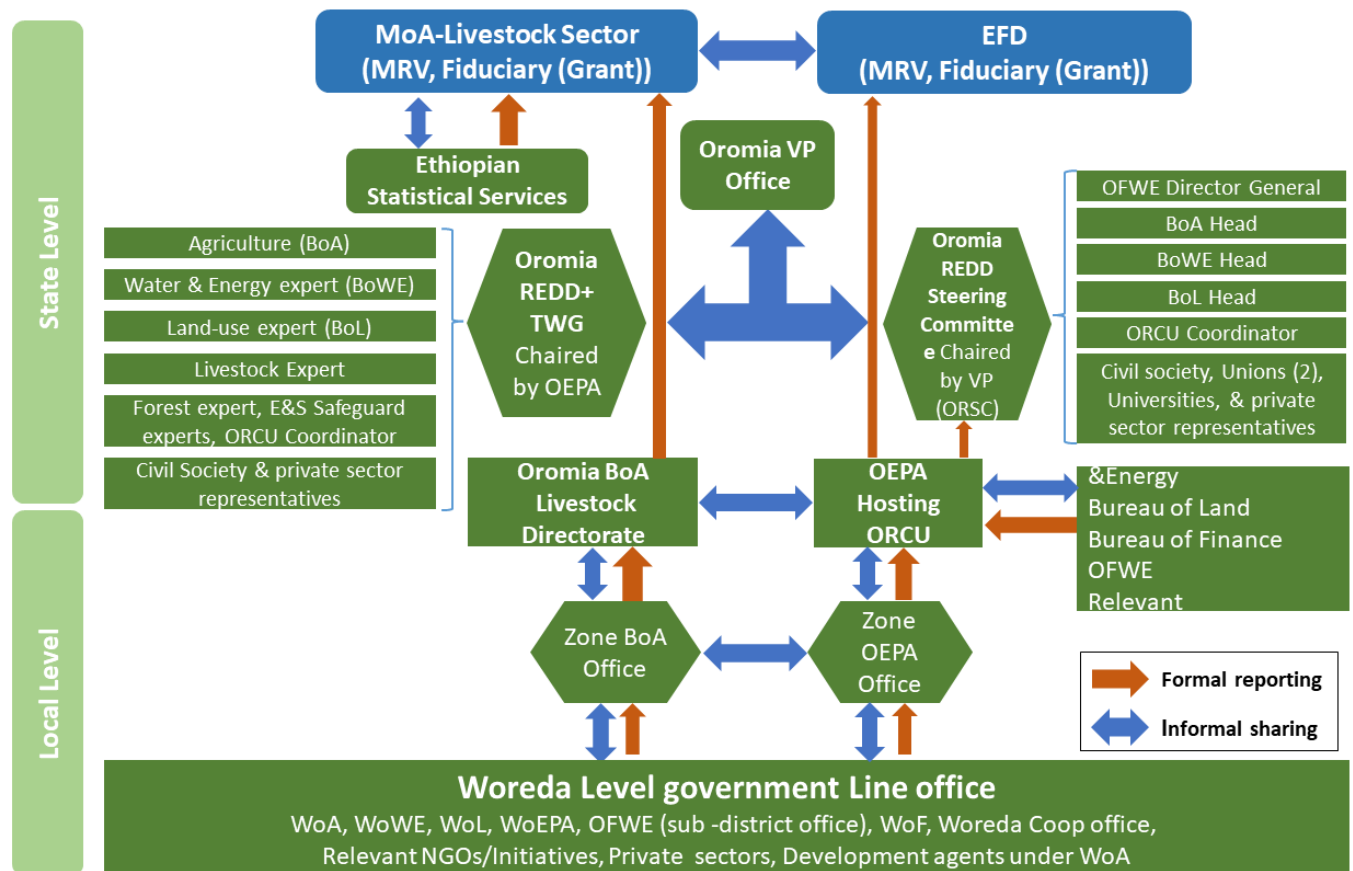 State Level
Local Level
MoA-Livestock Sector
(MRV, Fiduciary (Grant))
EFD
(MRV, Fiduciary (Grant))
Ethiopian
Statistical Services
Oromia VP
Office
Agriculture (BoA)
Water & Energy expert (BoWE)
Land-use expert (BoL)
Livestock Expert
Forest expert, E&S Safeguard
experts, ORCU Coordinator
Civil Society & private sector
representatives
Oromia
REDD+
TWG
Chaired
by OEPA
Oromia
REDD
Steering
Committe
e Chaired
by VP
(ORSC)
OFWE Director General
BoA Head
BoWE Head
BoL Head
ORCU Coordinator
Civil society, Unions (2),
Universities, & private
sector representatives
Oromia BoA
Livestock
Directorate
OEPA
Hosting
ORCU
&Energy
Bureau of Land
Bureau of Finance
OFWE
Relevant
Zone BoA
Office
Zone
OEPA
Office
Formal reporting
Informal sharing
Woreda Level government Line office
WoA, WoWE, WoL, WoEPA, OFWE (sub -district office), WoF, Woreda Coop office,
Relevant NGOs/Initiatives, Private sectors, Development agents under WoA